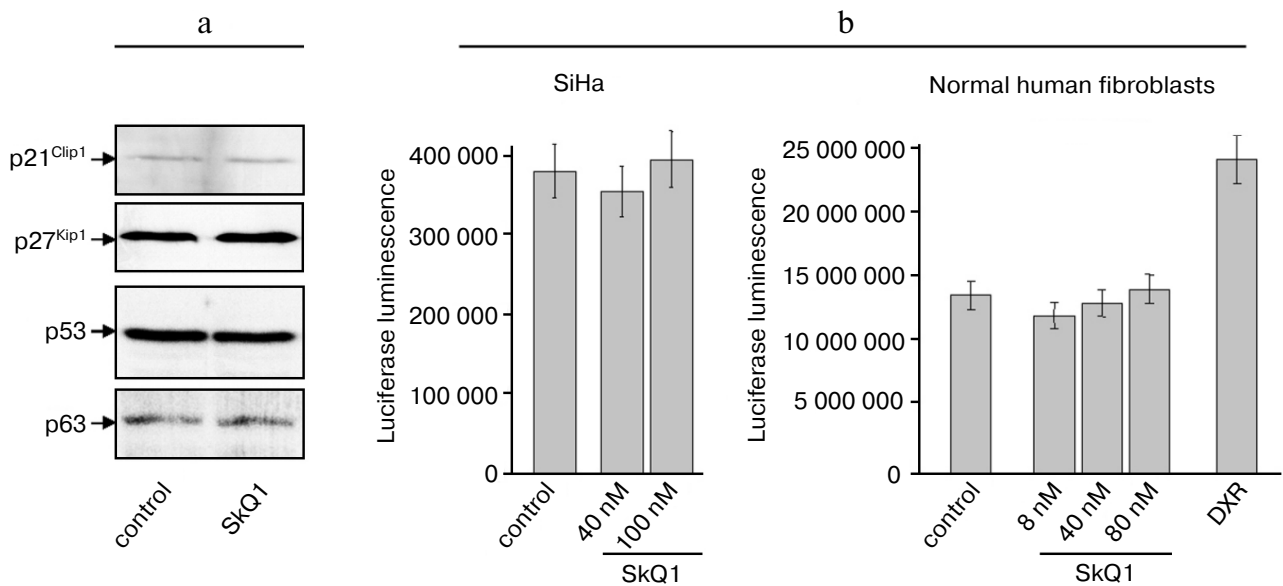 a
b
p21Clip1
p27Kip1
p53
p63
control
SkQ1
SiHa
Luciferase luminescence
400 000
300 000
200 000
100 000
0
control
40 nM
100 nM
SkQ1
Normal human fibroblasts
Luciferase luminescence
25 000 000
20 000 000
15 000 000
10 000 000
5 000 000
0
control
8 nM
40 nM
80 nM
DXR
SkQ1